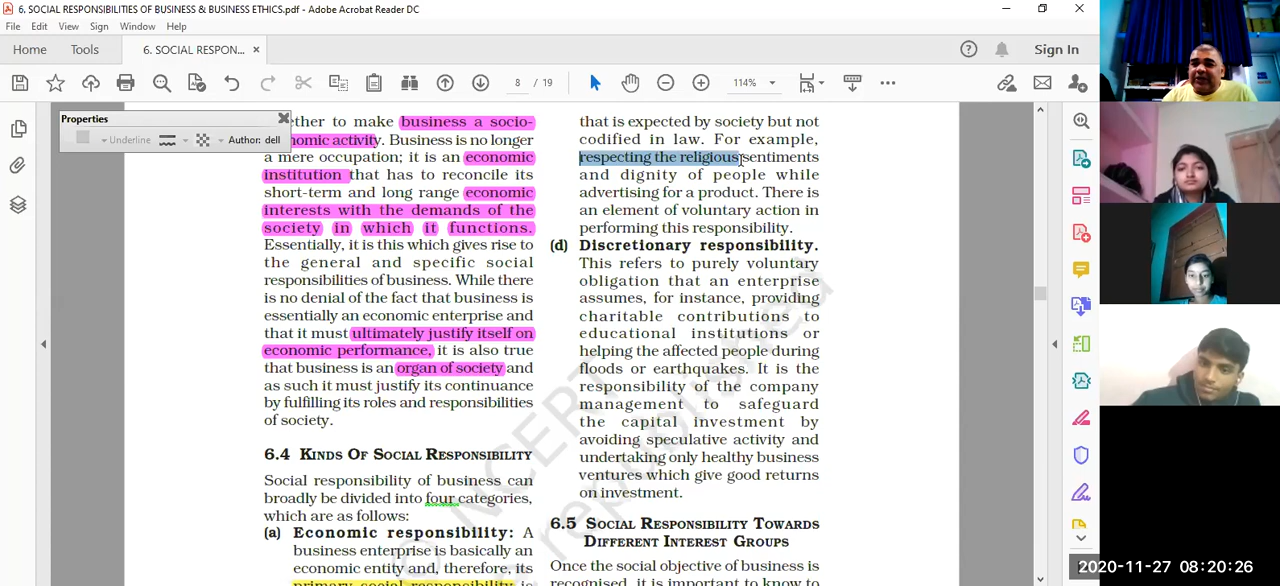 6. SOCIAL RESPONSIBILITIES OF BUSINESS & BUSINESS ETHICS.pdf - Adobe Acrobat Reader DC
File Edit View Sign Window Help
Home Tools 6. SOCIAL RESPON... × Sign In
8 / 19 114%
Properties
Underline Author: dell
ether to make business a socio-
nomic activity. Business is no longer
a mere occupation; it is an economic
institution that has to reconcile its
short-term and long range economic
interests with the demands of the
society in which it functions.
Essentially, it is this which gives rise to
the general and specific social
responsibilities of business. While there
is no denial of the fact that business is
essentially an economic enterprise and
that it must ultimately justify itself on
economic performance, it is also true
that business is an organ of society and
as such it must justify its continuance
by fulfilling its roles and responsibilities
of society.
6.4 KINDS OF SOCIAL RESPONSIBILITY
Social responsibility of business can
broadly be divided into four categories,
which are as follows:
(a) Economic responsibility: A
business enterprise is basically an
economic entity and, therefore, its
primary social responsibility is
that is expected by society but not
codified in law. For example,
respecting the religious sentiments
and dignity of people while
advertising for a product. There is
an element of voluntary action in
performing this responsibility.
(d) Discretionary responsibility.
This refers to purely voluntary
obligation that an enterprise
assumes, for instance, providing
charitable contributions to
educational institutions or
helping the affected people during
floods or earthquakes. It is the
responsibility of the company
management to safeguard
the capital investment by
avoiding speculative activity and
undertaking only healthy business
ventures which give good returns
on investment.
6.5 SOCIAL RESPONSIBILITY TOWARDS
DIFFERENT INTEREST GROUPS
Once the social objective of business is
recognised, it is important to know to
© NCERT
republished
2020-11-27 08:20:26